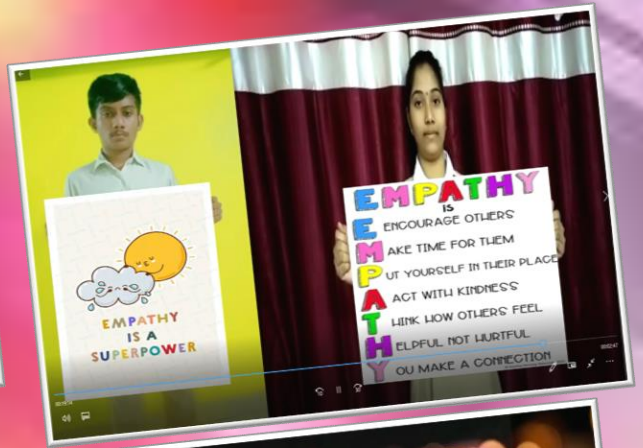 EMPATHY
IS A
SUPERPOWER
EMPATHY
IS
E ENCOURAGE OTHERS
MAKE TIME FOR THEM
PUT YOURSELF IN THEIR PLACE
A ACT WITH KINDNESS
THINK HOW OTHERS FEEL
HELPFUL NOT HURTFUL
YOU MAKE A CONNECTION